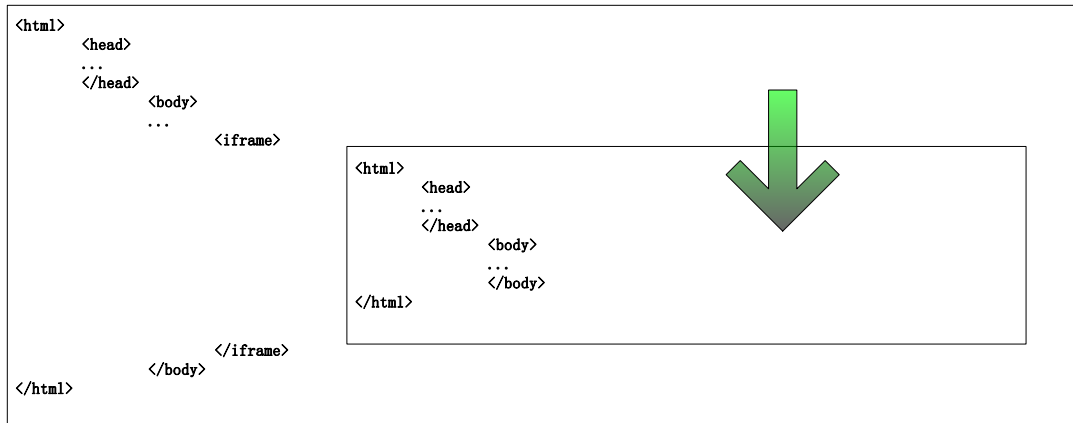 <html>
<head>
...
</head>
<body>
...
<iframe>
<html>
<head>
...
</head>
<body>
...
</body>
</html>
</iframe>
</body>
</html>